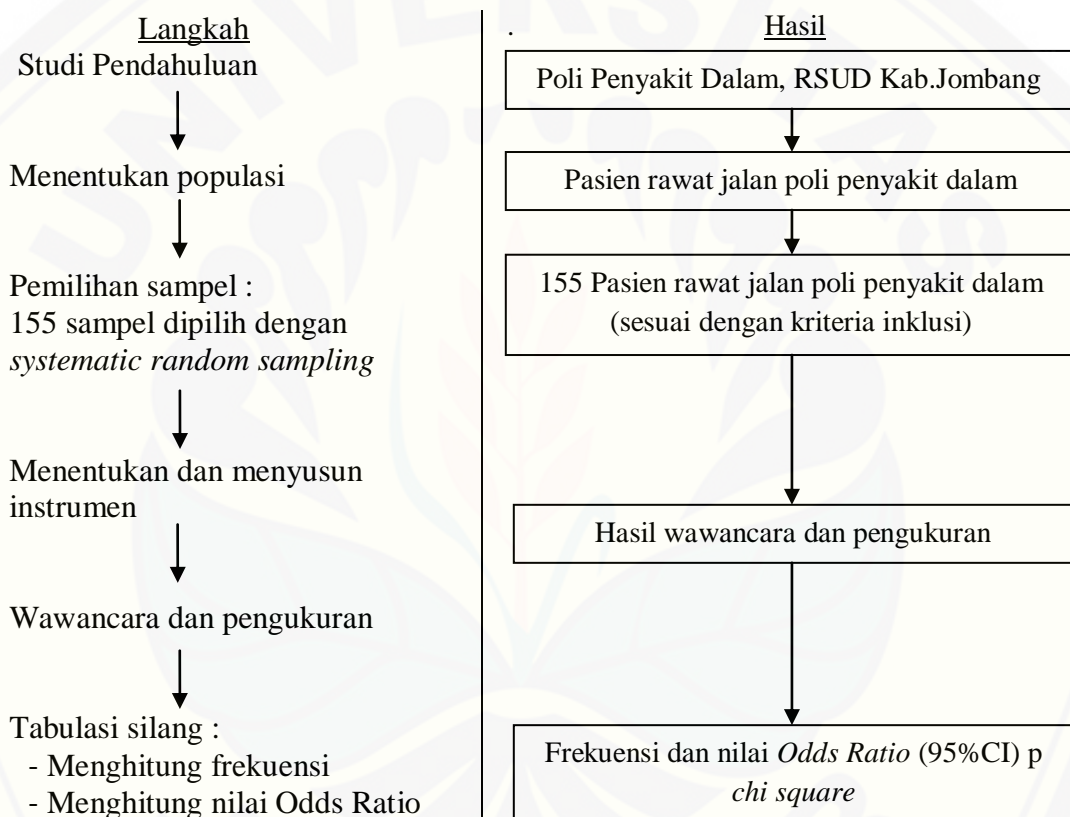 Langkah
Studi Pendahuluan
Menentukan populasi
Pemilihan sampel :
155 sampel dipilih dengan
systematic random sampling
Menentukan dan menyusun
instrumen
Wawancara dan pengukuran
Tabulasi silang :
- Menghitung frekuensi
- Menghitung nilai Odds Ratio
.
Hasil
Poli Penyakit Dalam, RSUD Kab.Jombang
Pasien rawat jalan poli penyakit dalam
155 Pasien rawat jalan poli penyakit dalam
(sesuai dengan kriteria inklusi)
Hasil wawancara dan pengukuran
Frekuensi dan nilai Odds Ratio (95%CI) p
chi square
UNIVERSITAS